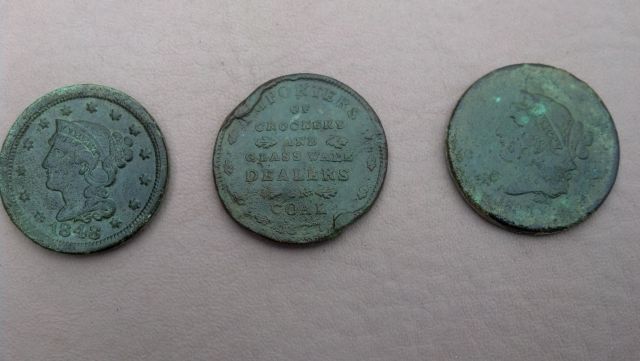 1848
IMPORTERS
OF
CROCKERY
AND
GLASS WARE
DEALERS
COAL